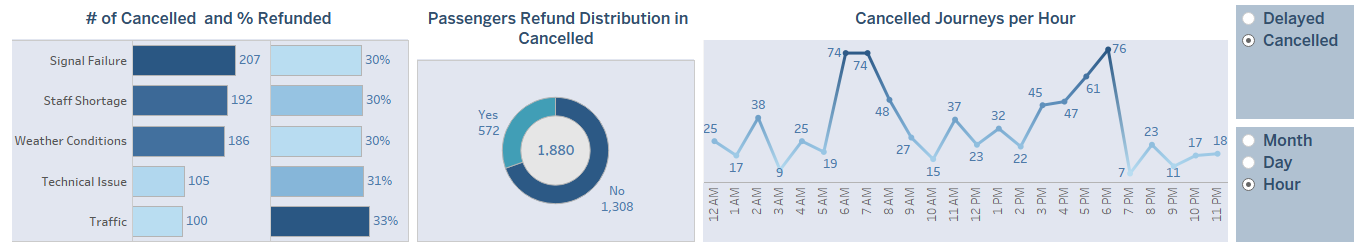 # of Cancelled and % Refunded
Signal Failure 207 30%
Staff Shortage 192 30%
Weather Conditions 186 30%
Technical Issue 105 31%
Traffic 100 33%
Passengers Refund Distribution in
Cancelled
Yes
572
1,880
No
1,308
Cancelled Journeys per Hour
25 17 38 9 25 19 74 74 48 27 15 37 23 32 22 45 47 61 76 7 23 11 17 18
12 AM 1 AM 2 AM 3 AM 4 AM 5 AM 6 AM 7 AM 8 AM 9 AM 10 AM 11 AM 12 PM 1 PM 2 PM 3 PM 4 PM 5 PM 6 PM 7 PM 8 PM 9 PM 10 PM 11 PM
Delayed
Cancelled
Month
Day
Hour